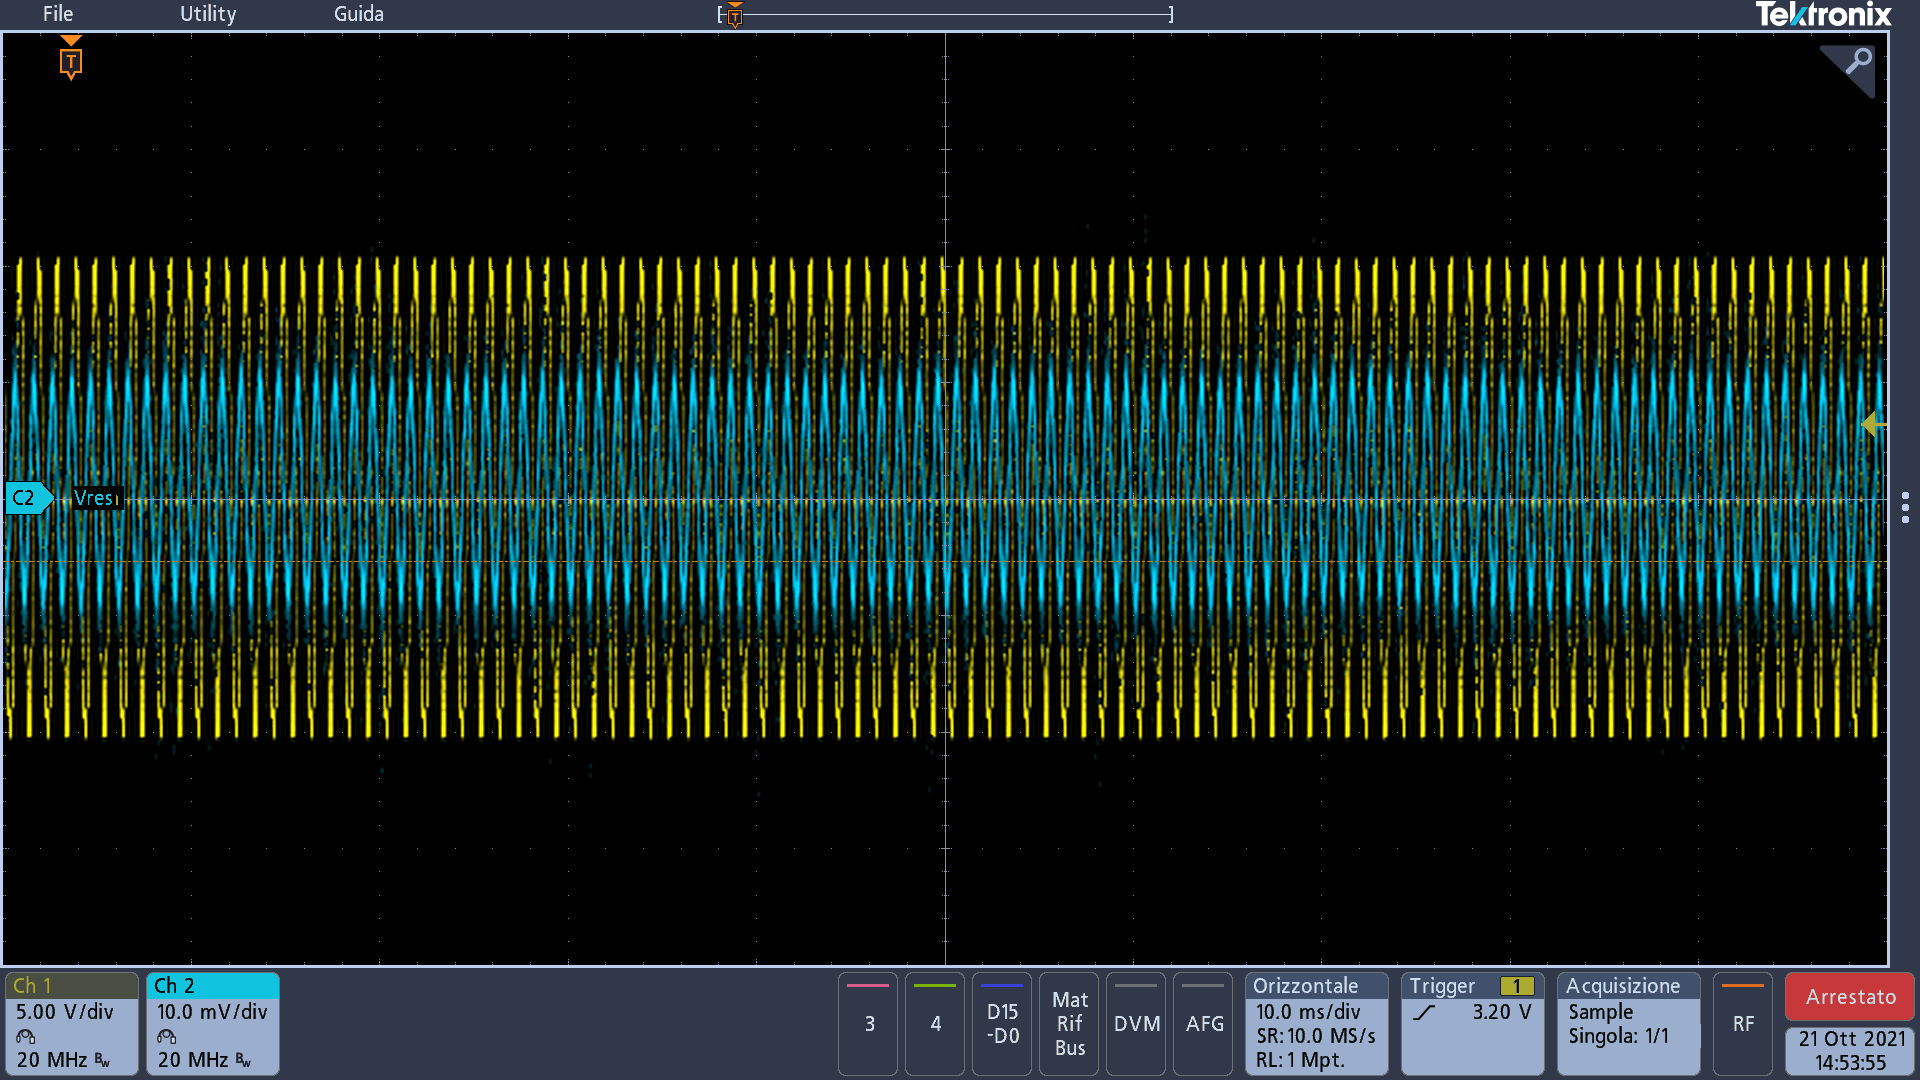 File Utility Guida
Tektronix
T
T
C2 Vres
Ch 1
5.00 V/div
20 MHz Bw
Ch 2
10.0 mV/div
20 MHz Bw
3
4
D15
-D0
Mat
Rif
Bus
DVM
AFG
Orizzontale
10.0 ms/div
SR: 10.0 MS/s
RL: 1 Mpt.
Trigger 1
3.20 V
Acquisizione
Sample
Singola: 1/1
RF
Arrestato
21 Ott 2021
14:53:55